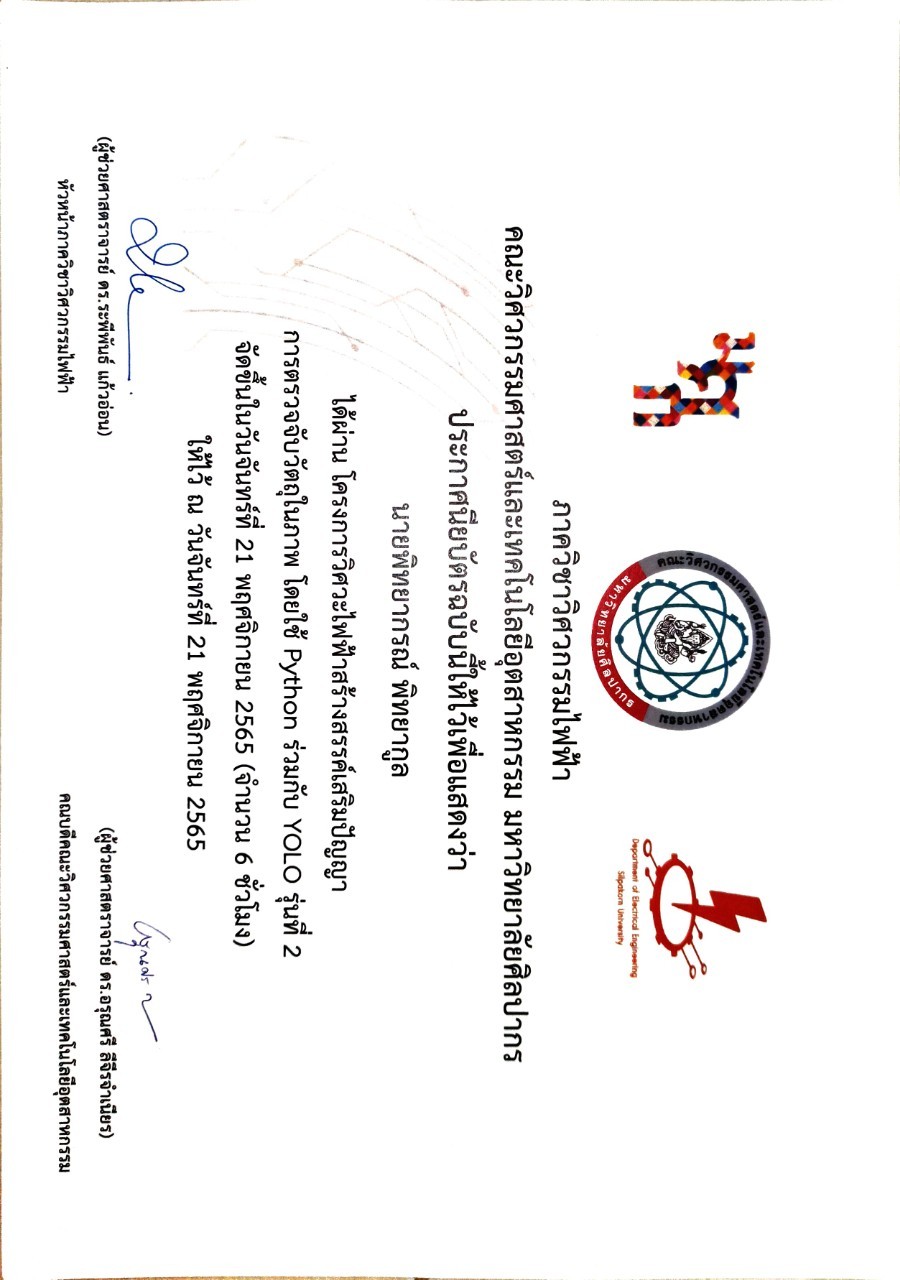 มศก
คณะวิศวกรรมศาสตร์และเทคโนโลยีอุตสาหกรรม
มหาวิทยาลัยศิลปากร
Department of Electrical Engineering
Silpakorn University
ภาควิชาวิศวกรรมไฟฟ้า
คณะวิศวกรรมศาสตร์และเทคโนโลยีอุตสาหกรรม มหาวิทยาลัยศิลปากร
ประกาศนียบัตรฉบับนี้ให้ไว้เพื่อแสดงว่า
นายพิทยากรณ์ พิทยากูล
ได้ผ่าน โครงการวิศวะไฟฟ้าสร้างสรรค์เสริมปัญญา
การตรวจจับวัตถุในภาพ โดยใช้ Python ร่วมกับ YOLO รุ่นที่ 2
จัดขึ้นในวันจันทร์ที่ 21 พฤศจิกายน 2565 (จำนวน 6 ชั่วโมง)
ให้ไว้ ณ วันจันทร์ที่ 21 พฤศจิกายน 2565
(ผู้ช่วยศาสตราจารย์ ดร.ระพีพันธ์ แก้วอ่อน)
หัวหน้าภาควิชาวิศวกรรมไฟฟ้า
(ผู้ช่วยศาสตราจารย์ ดร.อรุณศรี ลีจีรจำเนียร)
คณบดีคณะวิศวกรรมศาสตร์และเทคโนโลยีอุตสาหกรรม